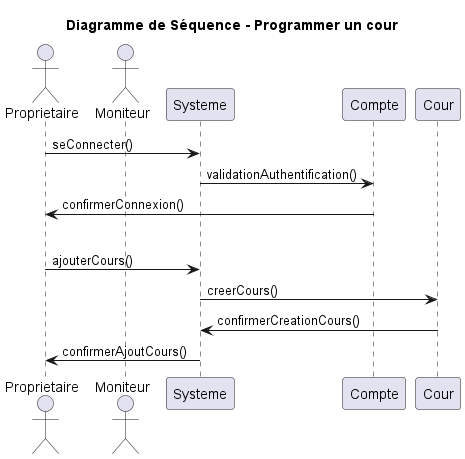 Diagramme de Séquence - Programmer un cour
Proprietaire Moniteur Systeme Compte Cour
seConnecter()
validationAuthentification()
confirmerConnexion()
ajouterCours()
creerCours()
confirmerCreationCours()
confirmerAjoutCours()
Proprietaire Moniteur Systeme Compte Cour